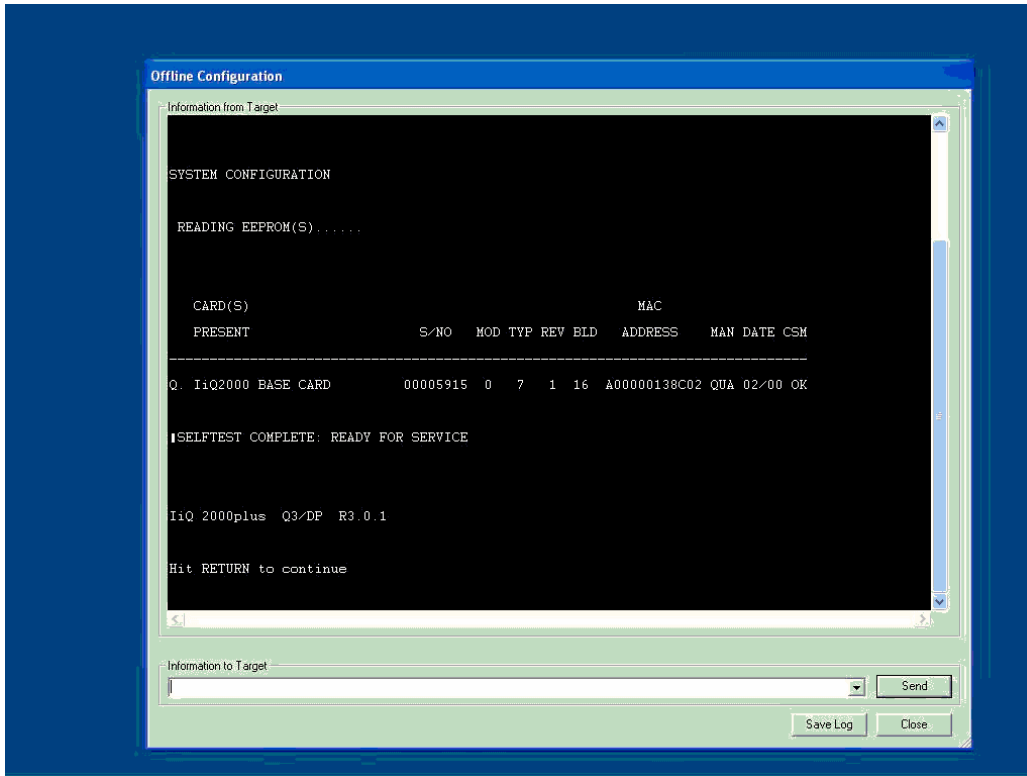 Offline Configuration
Information from Target
SYSTEM CONFIGURATION
READING EEPROM(S)......
CARD(S) MAC
PRESENT S/NO MOD TYP REV BLD ADDRESS MAN DATE CSM
--------------------------------------------------------------------------------
Q. IiQ2000 BASE CARD 00005915 0 7 1 16 A00000138C02 QUA 02/00 OK
SELFTEST COMPLETE: READY FOR SERVICE
IiQ 2000plus Q3/DP R3.0.1
Hit RETURN to continue
Information to Target
Send
Save Log Close